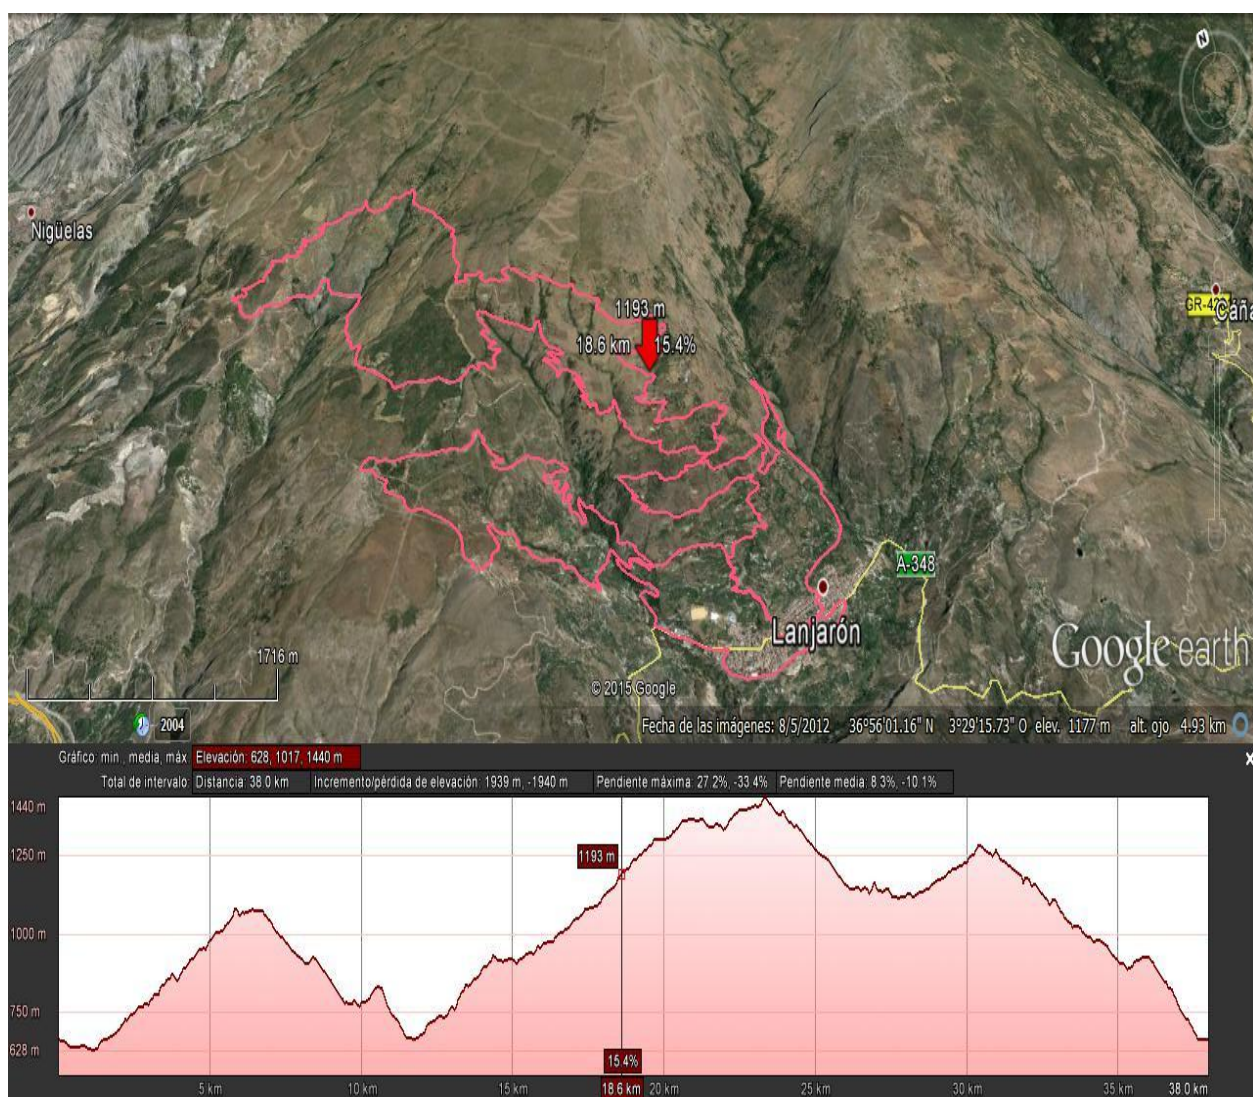 N
Nigüelas
1193 m
18.6 km 15.4%
GR-42
Cáña
A-348
Lanjarón
Google earth
1716 m
© 2015 Google
2004
Fecha de las imágenes: 8/5/2012 36°56'01.16" N 3°29'15.73" O elev. 1177 m alt. ojo 4.93 km
Gráfico: min., media, máx. Elevación: 628, 1017, 1440 m
x
Total de intervalo: Distancia: 38.0 km Incremento/pérdida de elevación: 1939 m, -1940 m Pendiente máxima: 27.2%, -33.4% Pendiente media: 8.3%, -10.1%
1440 m
1250 m
1193 m
1000 m
750 m
628 m
15.4%
5 km 10 km 15 km 18.6 km 20 km 25 km 30 km 35 km 38.0 km